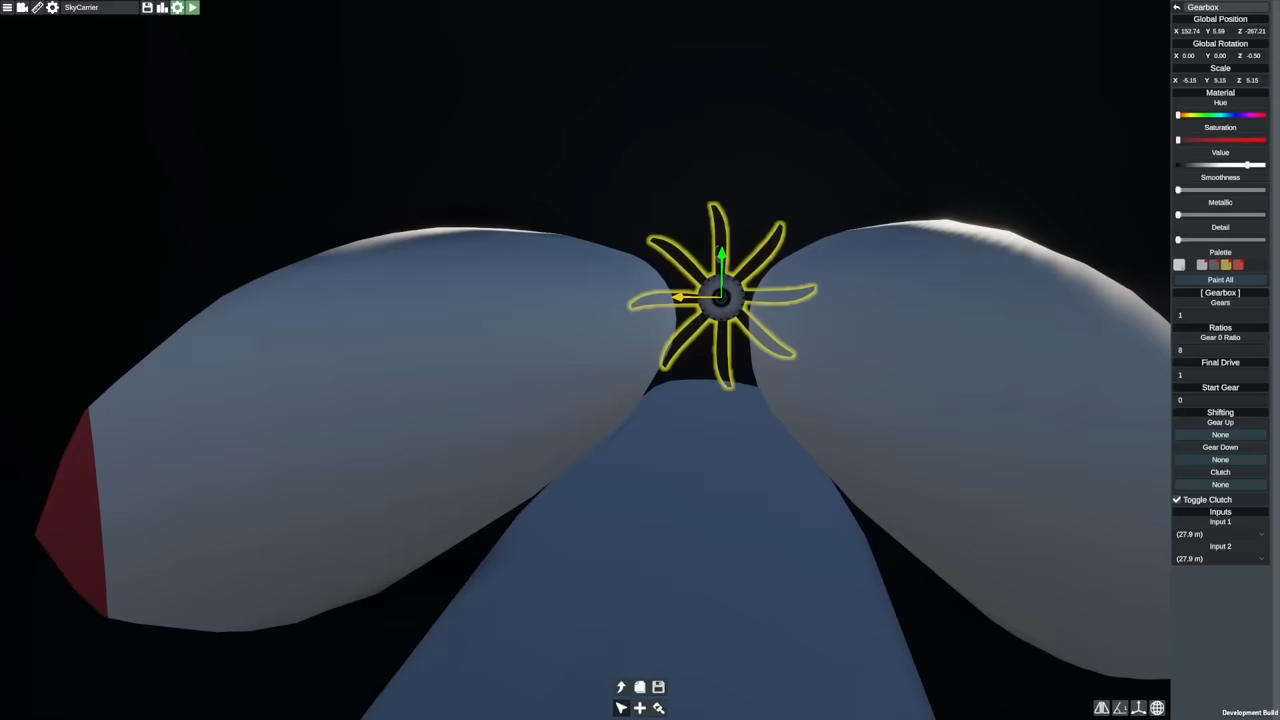 SkyCarrier
Gearbox
Global Position
X 152.74 Y 5.59 Z -267.21
Global Rotation
X 0.00 Y 0.00 Z -0.50
Scale
X -5.15 Y 5.15 Z 5.15
Material
Hue
Saturation
Value
Smoothness
Metallic
Detail
Palette
Paint All
[ Gearbox ]
Gears
1
Ratios
Gear 0 Ratio
8
Final Drive
1
Start Gear
0
Shifting
Gear Up
None
Gear Down
None
Clutch
None
Toggle Clutch
Inputs
Input 1
(27.9 m)
Input 2
(27.9 m)
Development Build